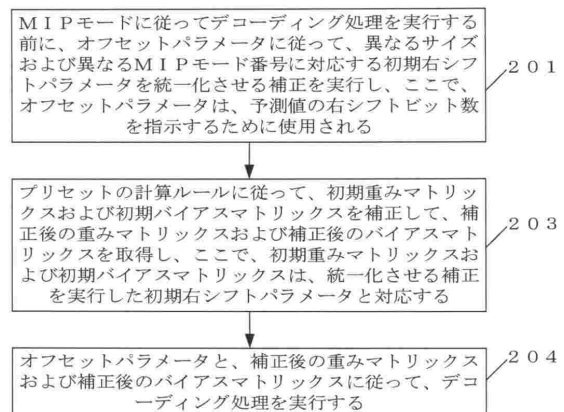 ＭＩＰモードに従ってデコーディング処理を実行する
前に、オフセットパラメータに従って、異なるサイズ
および異なるＭＩＰモード番号に対応する初期右シフ
トパラメータを統一化させる補正を実行し、ここで、
オフセットパラメータは、予測値の右シフトビット数
を指示するために使用される
２０１
プリセットの計算ルールに従って、初期重みマトリッ
クスおよび初期バイアスマトリックスを補正して、補
正後の重みマトリックスおよび補正後のバイアスマト
リックスを取得し、ここで、初期重みマトリックスお
よび初期バイアスマトリックスは、統一化させる補正
を実行した初期右シフトパラメータと対応する
２０３
オフセットパラメータと、補正後の重みマトリックス
および補正後のバイアスマトリックスに従って、デコ
ーディング処理を実行する
２０４